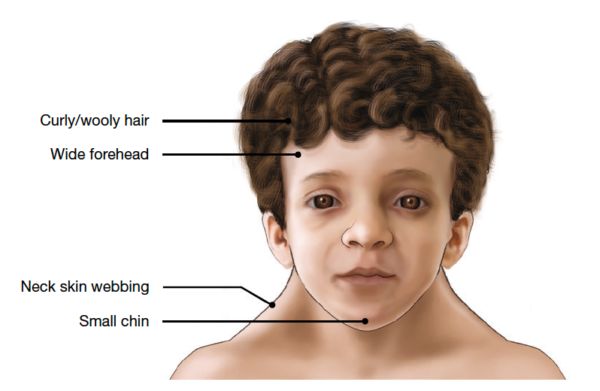 Curly/wooly hair
Wide forehead
Neck skin webbing
Small chin